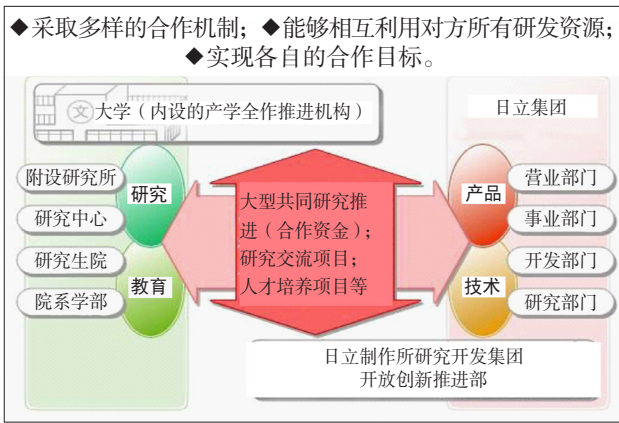 ◆采取多样的合作机制；◆能够相互利用对方所有研发资源；
◆实现各自的合作目标。
文
大学（内设的产学全作推进机构）
日立集团
附设研究所
研究中心
研究生院
院系学部
研究
教育
大型共同研究推
进（合作资金）；
研究交流项目；
人才培养项目等
产品
技术
营业部门
事业部门
开发部门
研究部门
日立制作所研究开发集团
开放创新推进部